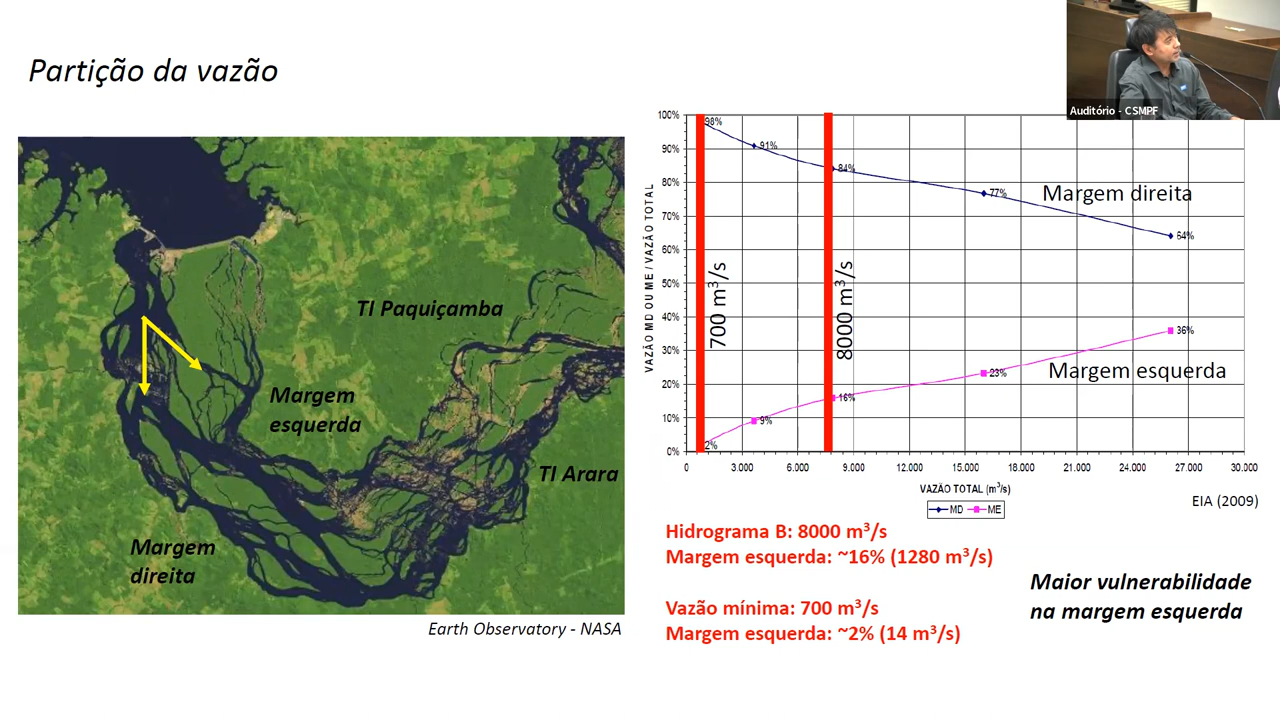 Partição da vazão
Auditório - CSMPF
TI Paquiçamba
Margem
esquerda
TI Arara
Margem
direita
Earth Observatory - NASA
VAZÃO MD OU ME / VAZÃO TOTAL
100%
90%
80%
70%
60%
50%
40%
30%
20%
10%
0%
98%
91%
84%
77%
64%
Margem direita
700 m³/s
8000 m³/s
36%
23%
16%
9%
2%
Margem esquerda
0 3.000 6.000 9.000 12.000 15.000 18.000 21.000 24.000 27.000 30.000
VAZÃO TOTAL (m³/s)
MD ME
EIA (2009)
Hidrograma B: 8000 m³/s
Margem esquerda: ~16% (1280 m³/s)
Vazão mínima: 700 m³/s
Margem esquerda: ~2% (14 m³/s)
Maior vulnerabilidade
na margem esquerda